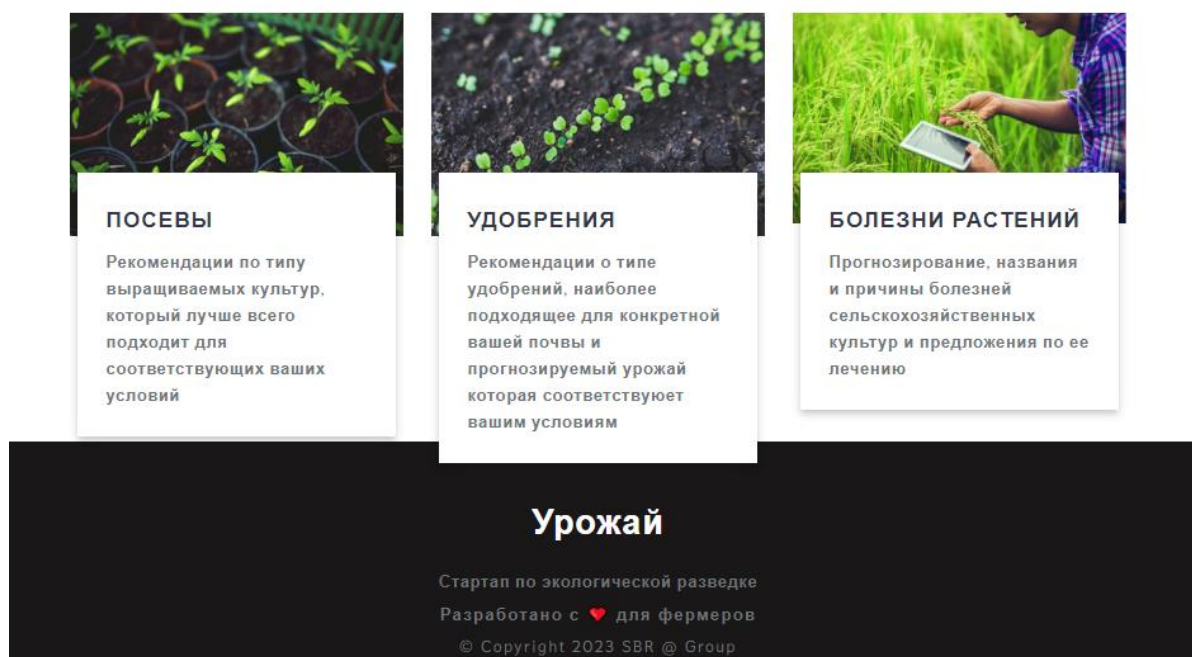 ПОСЕВЫ
Рекомендации по типу
выращиваемых культур,
который лучше всего
подходит для
соответствующих ваших
условий
УДОБРЕНИЯ
Рекомендации о типе
удобрений, наиболее
подходящее для конкретной
вашей почвы и
прогнозируемый урожай
которая соответствуюет
вашим условиям
БОЛЕЗНИ РАСТЕНИЙ
Прогнозирование, названия
и причины болезней
сельскохозяйственных
культур и предложения по ее
лечению
Урожай
Стартап по экологической разведке
Разработано с ❤ для фермеров
© Copyright 2023 SBR @ Group